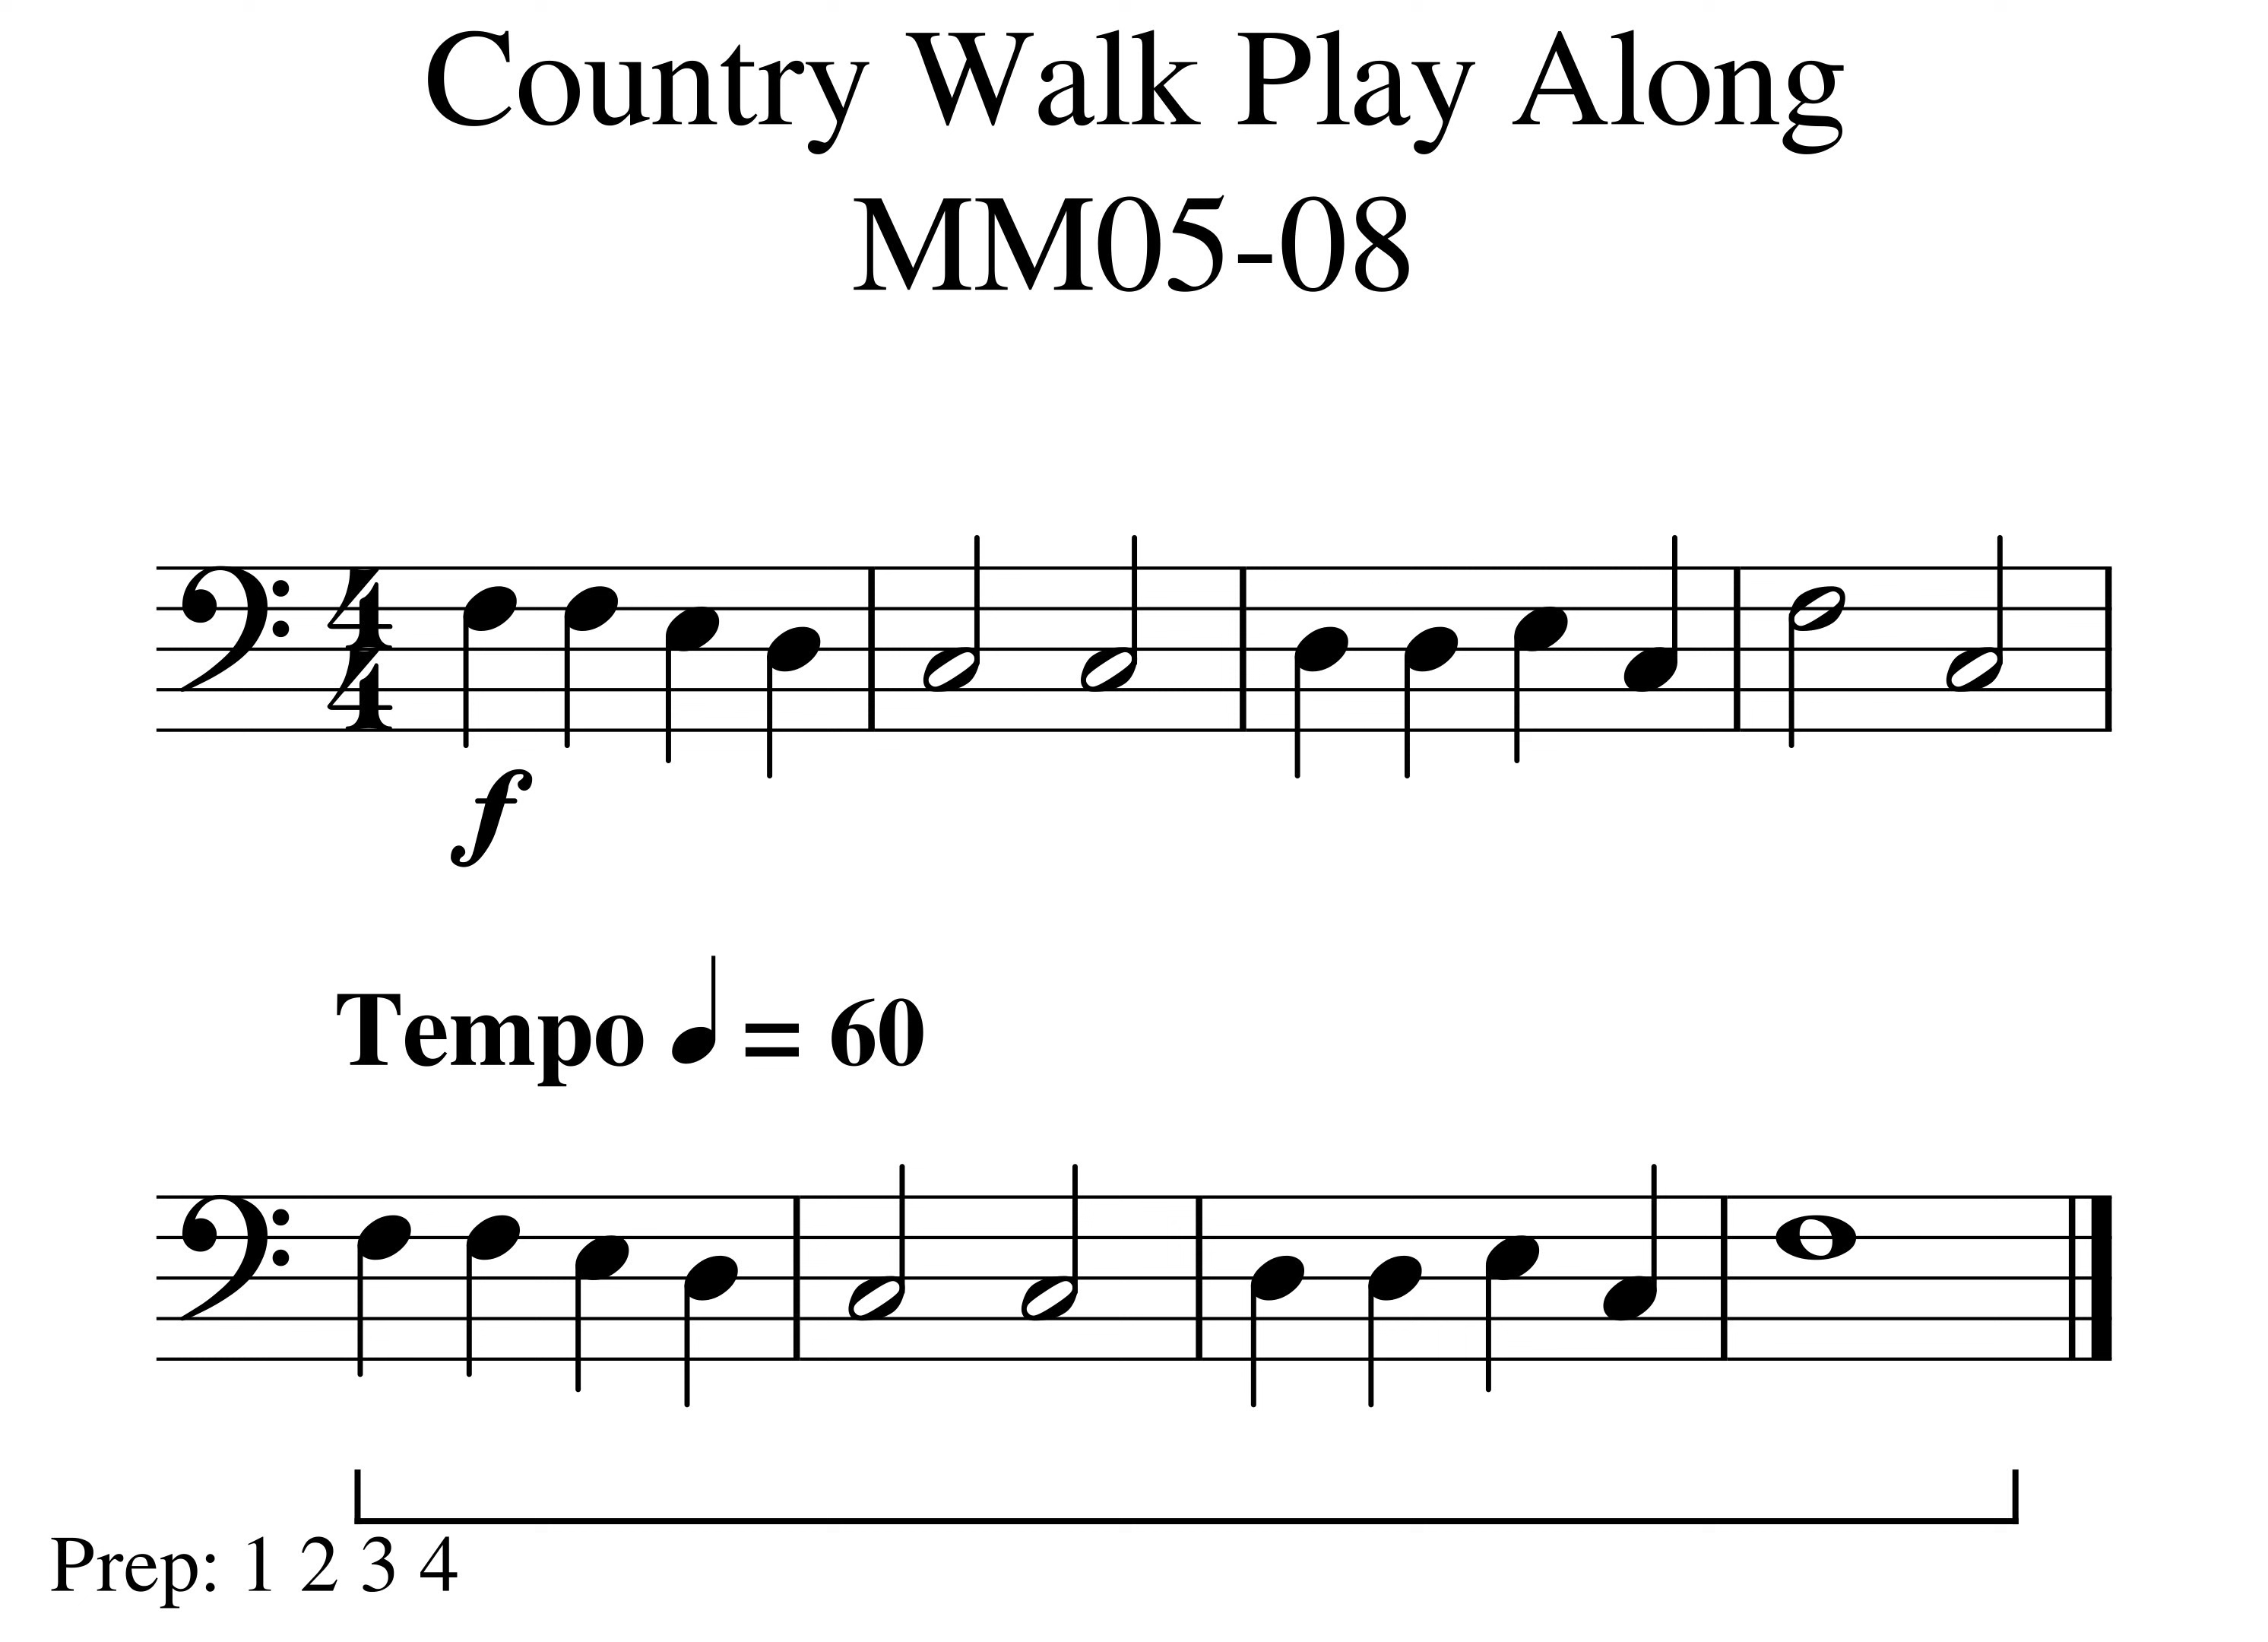 Country Walk Play Along
MM05-08
4
4
f
Tempo ♩ = 60
Prep: 1 2 3 4